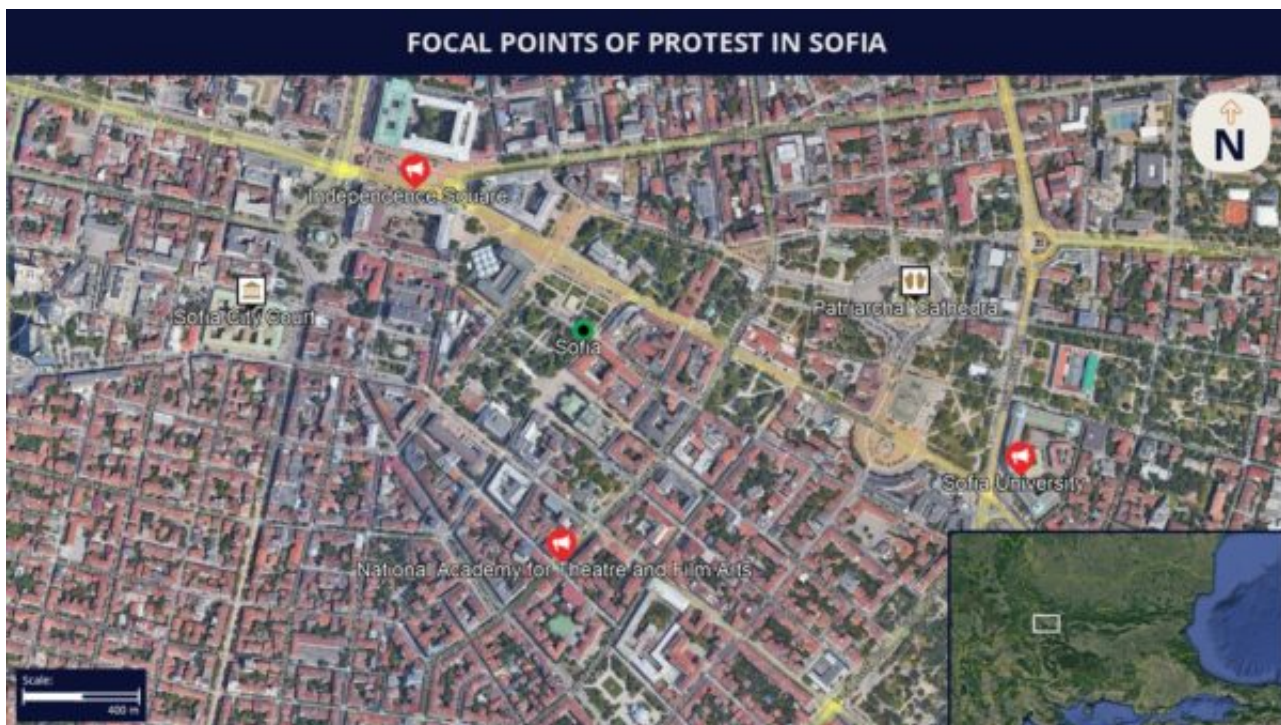 FOCAL POINTS OF PROTEST IN SOFIA
N
Independence Square
Sofia City Court
Patriarchal Cathedra
Sofia
Sofia University
National Academy for Theatre and Film Arts
Scale:
400 m